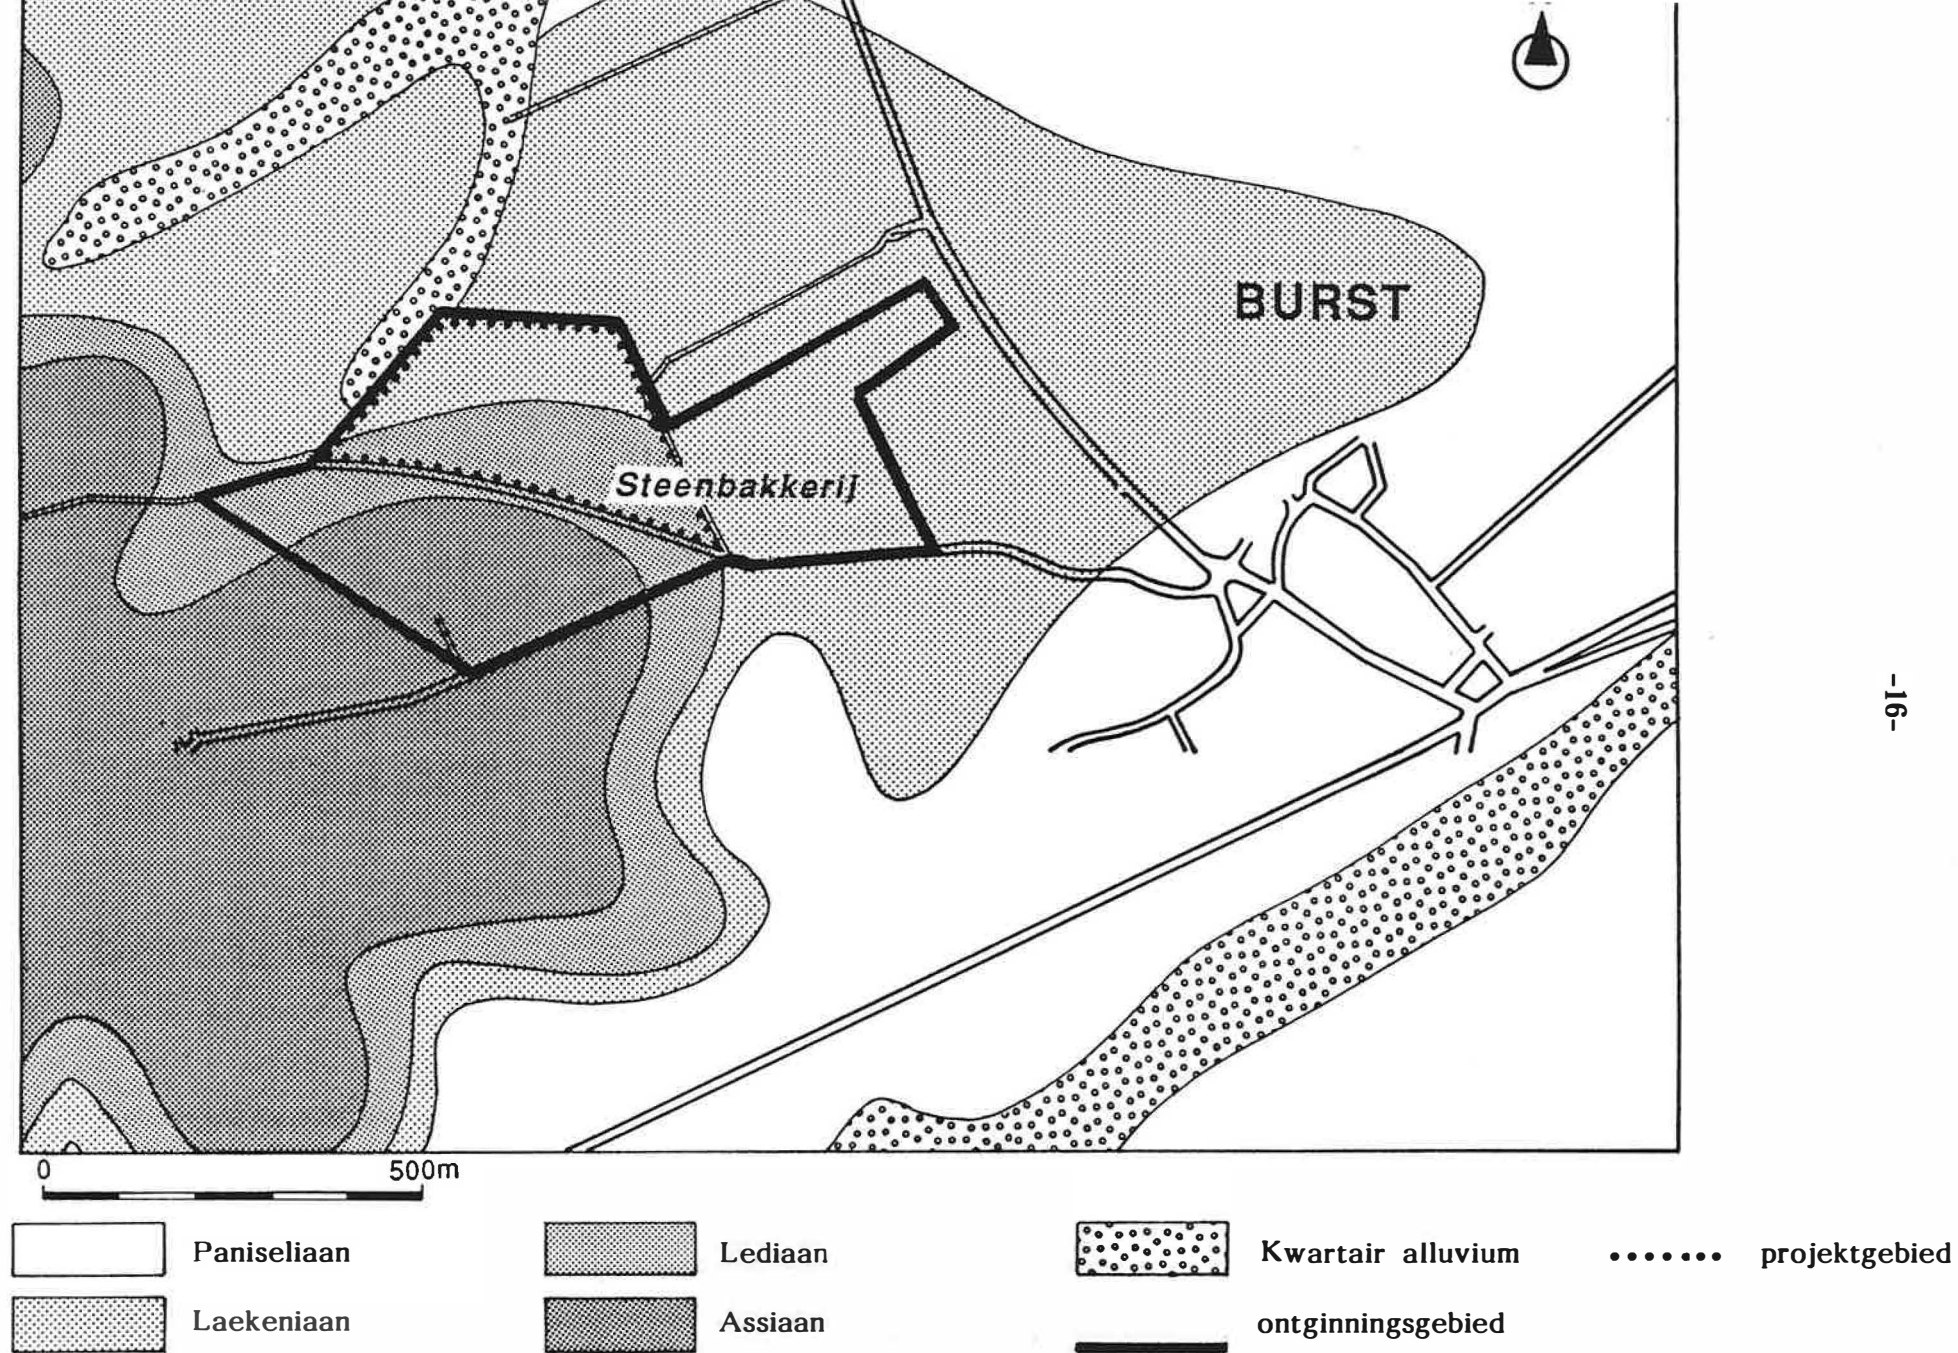 BURST
Steenbakkerij
-16-
0 500m
Paniseliaan Lediaan Kwartair alluvium projektgebied
Laekeniaan Assiaan ontginningsgebied